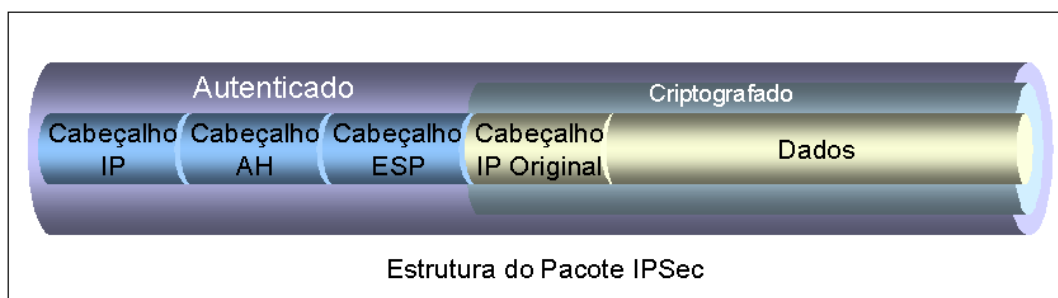 Autenticado
Criptografado
Cabeçalho IP
Cabeçalho AH
Cabeçalho ESP
Cabeçalho IP Original
Dados
Estrutura do Pacote IPSec